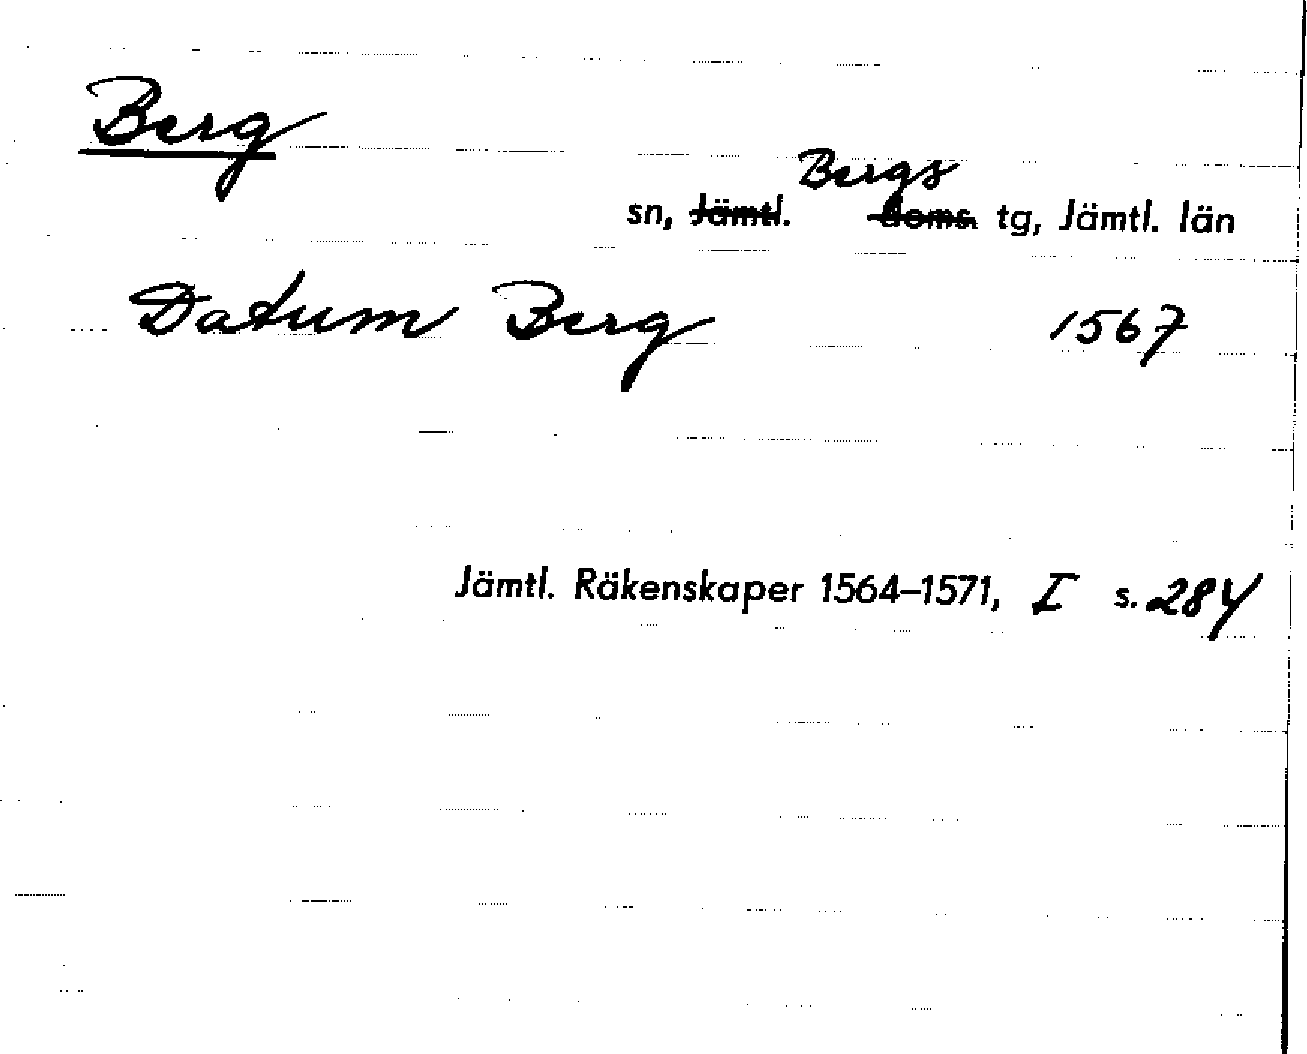 Berg
Bergs
sn, Jämtl. doms. tg, Jämtl. län
Datum Berg 1567
Jämtl. Räkenskaper 1564–1571, I s. 284